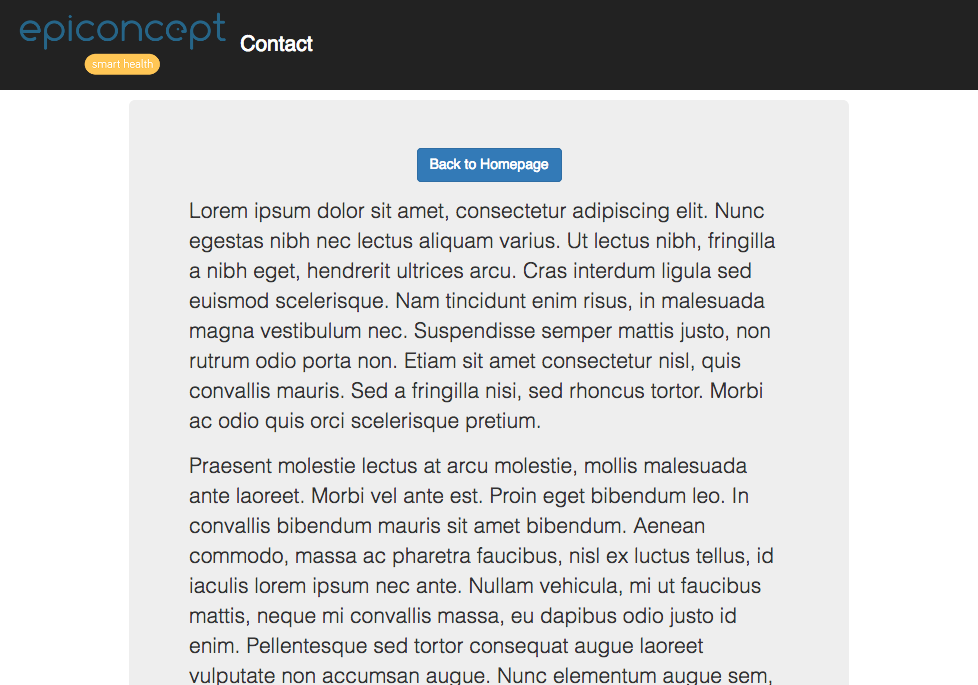 epiconcept
smart health
Contact
Back to Homepage
Lorem ipsum dolor sit amet, consectetur adipiscing elit. Nunc
egestas nibh nec lectus aliquam varius. Ut lectus nibh, fringilla
a nibh eget, hendrerit ultrices arcu. Cras interdum ligula sed
euismod scelerisque. Nam tincidunt enim risus, in malesuada
magna vestibulum nec. Suspendisse semper mattis justo, non
rutrum odio porta non. Etiam sit amet consectetur nisl, quis
convallis mauris. Sed a fringilla nisi, sed rhoncus tortor. Morbi
ac odio quis orci scelerisque pretium.
Praesent molestie lectus at arcu molestie, mollis malesuada
ante laoreet. Morbi vel ante est. Proin eget bibendum leo. In
convallis bibendum mauris sit amet bibendum. Aenean
commodo, massa ac pharetra faucibus, nisl ex luctus tellus, id
iaculis lorem ipsum nec ante. Nullam vehicula, mi ut faucibus
mattis, neque mi convallis massa, eu dapibus odio justo id
enim. Pellentesque sed tortor consequat augue laoreet
vulputate non accumsan augue. Nunc elementum augue sem,